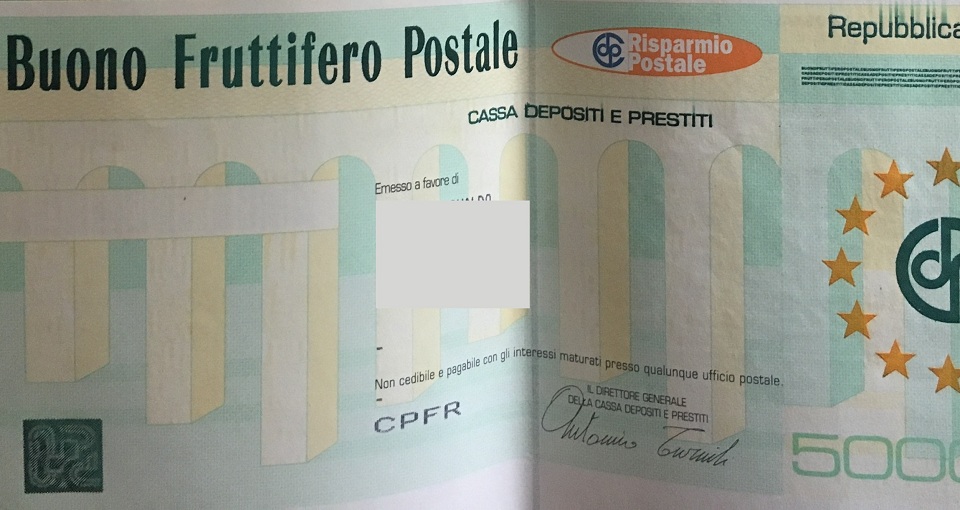 Buono Fruttifero Postale
Risparmio
Postale
Repubblica
CASSA DEPOSITI E PRESTITI
Emesso a favore di
Non cedibile e pagabile con gli interessi maturati presso qualunque ufficio postale.
IL DIRETTORE GENERALE
DELLA CASSA DEPOSITI E PRESTITI
CPFR
5000